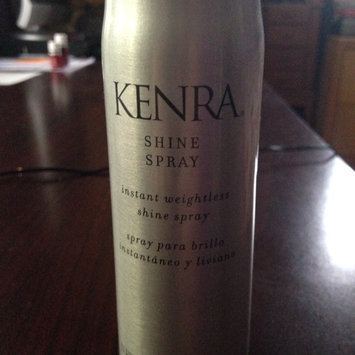 KENRA®
SHINE
SPRAY
instant weightless
shine spray
spray para brillo
instantáneo y liviano